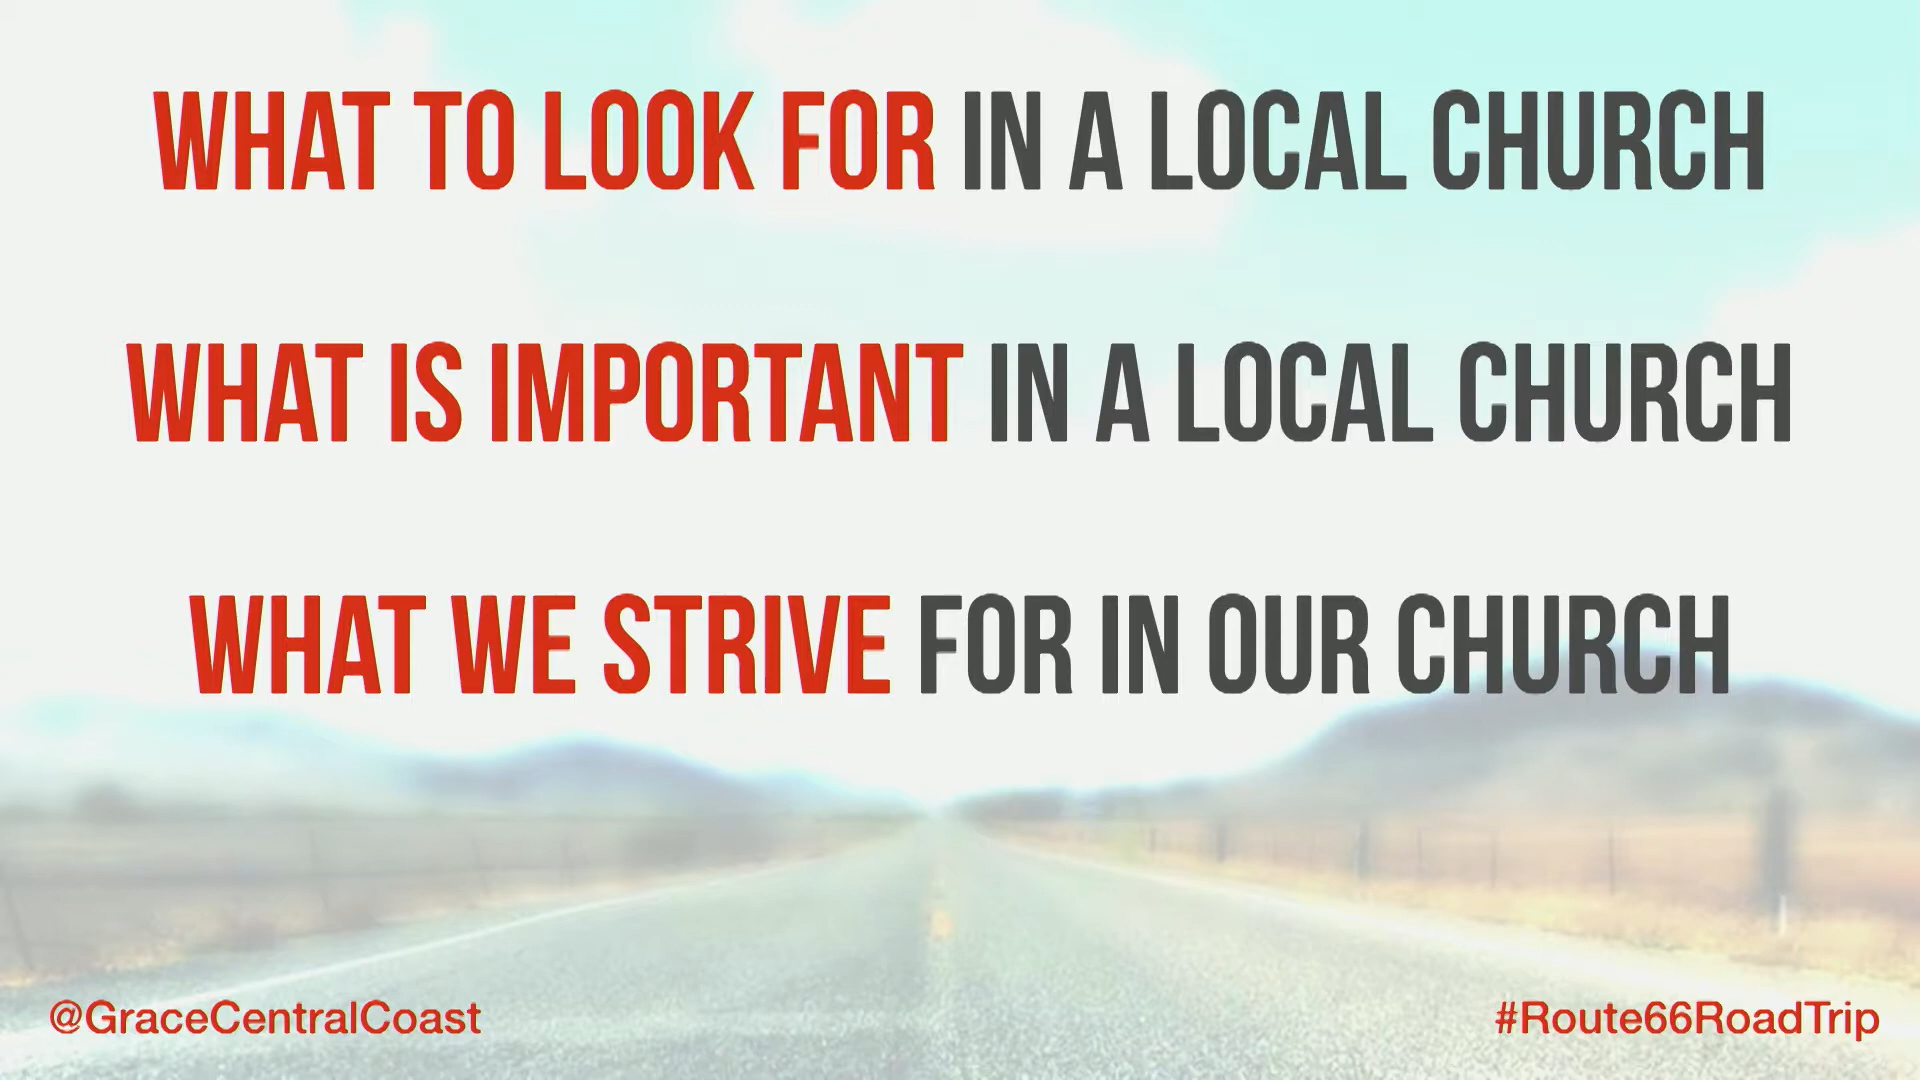 WHAT TO LOOK FOR IN A LOCAL CHURCH
WHAT IS IMPORTANT IN A LOCAL CHURCH
WHAT WE STRIVE FOR IN OUR CHURCH
@GraceCentralCoast
#Route66RoadTrip